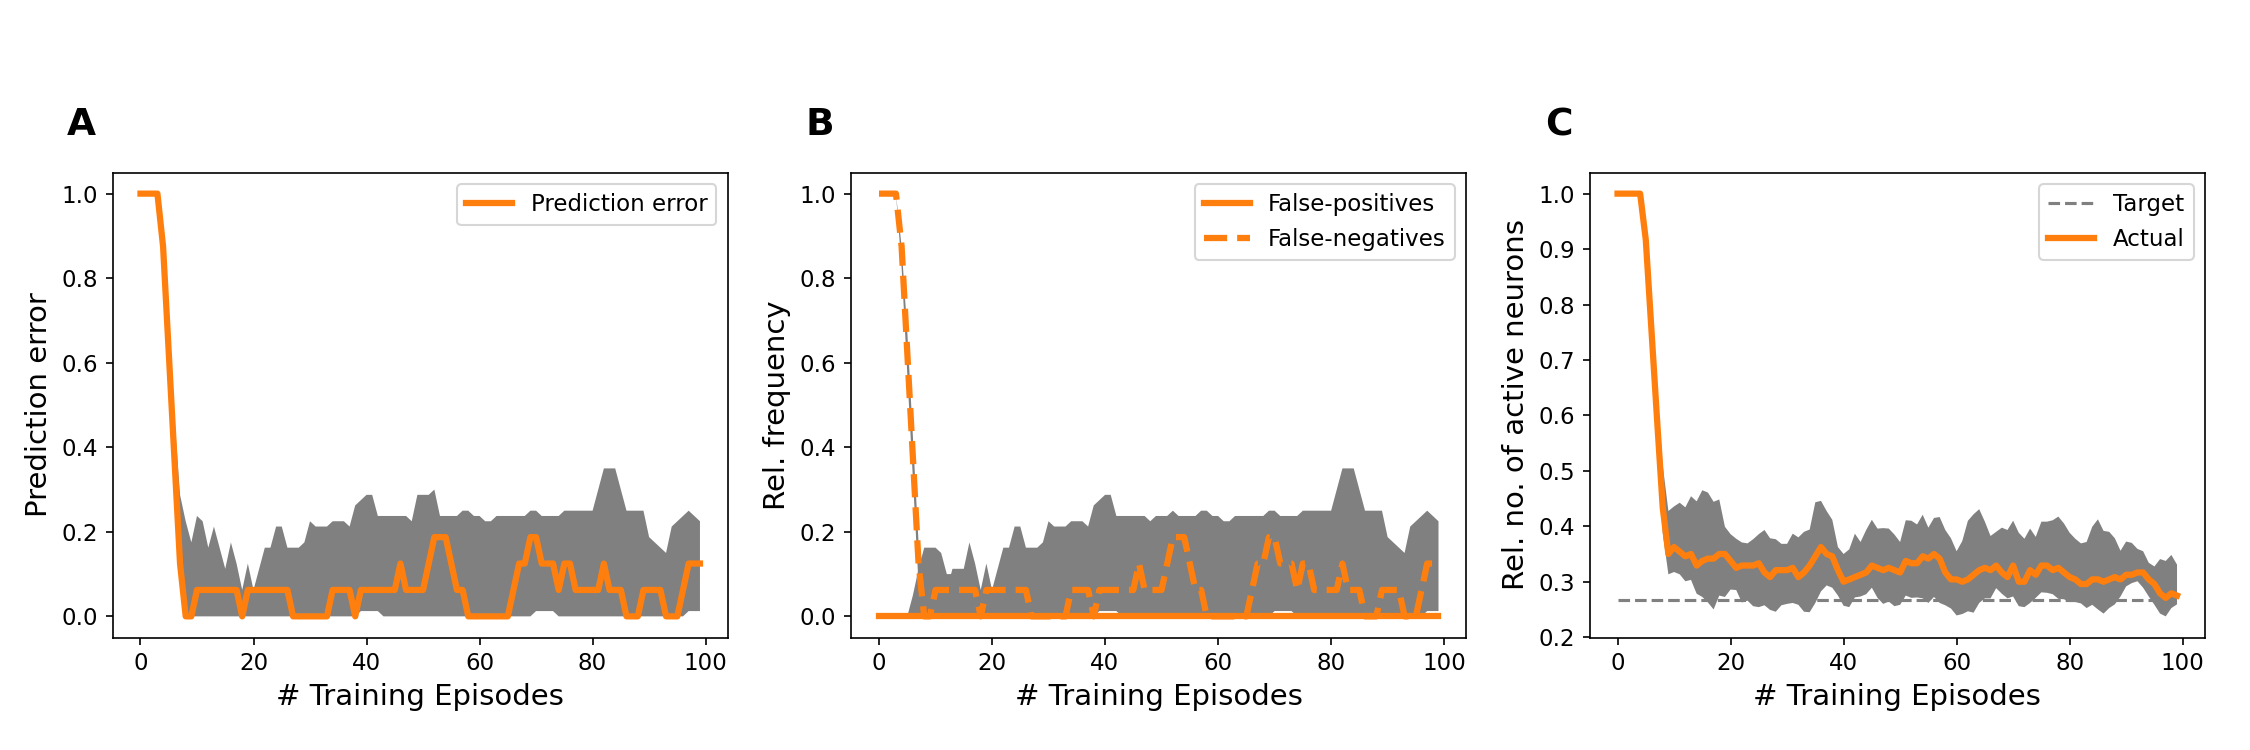 A
B
C
Prediction error
1.0
0.8
0.6
0.4
0.2
0.0
0 20 40 60 80 100
# Training Episodes
Prediction error
Rel. frequency
1.0
0.8
0.6
0.4
0.2
0.0
0 20 40 60 80 100
# Training Episodes
False-positives
False-negatives
Rel. no. of active neurons
1.0
0.9
0.8
0.7
0.6
0.5
0.4
0.3
0.2
0 20 40 60 80 100
# Training Episodes
Target
Actual